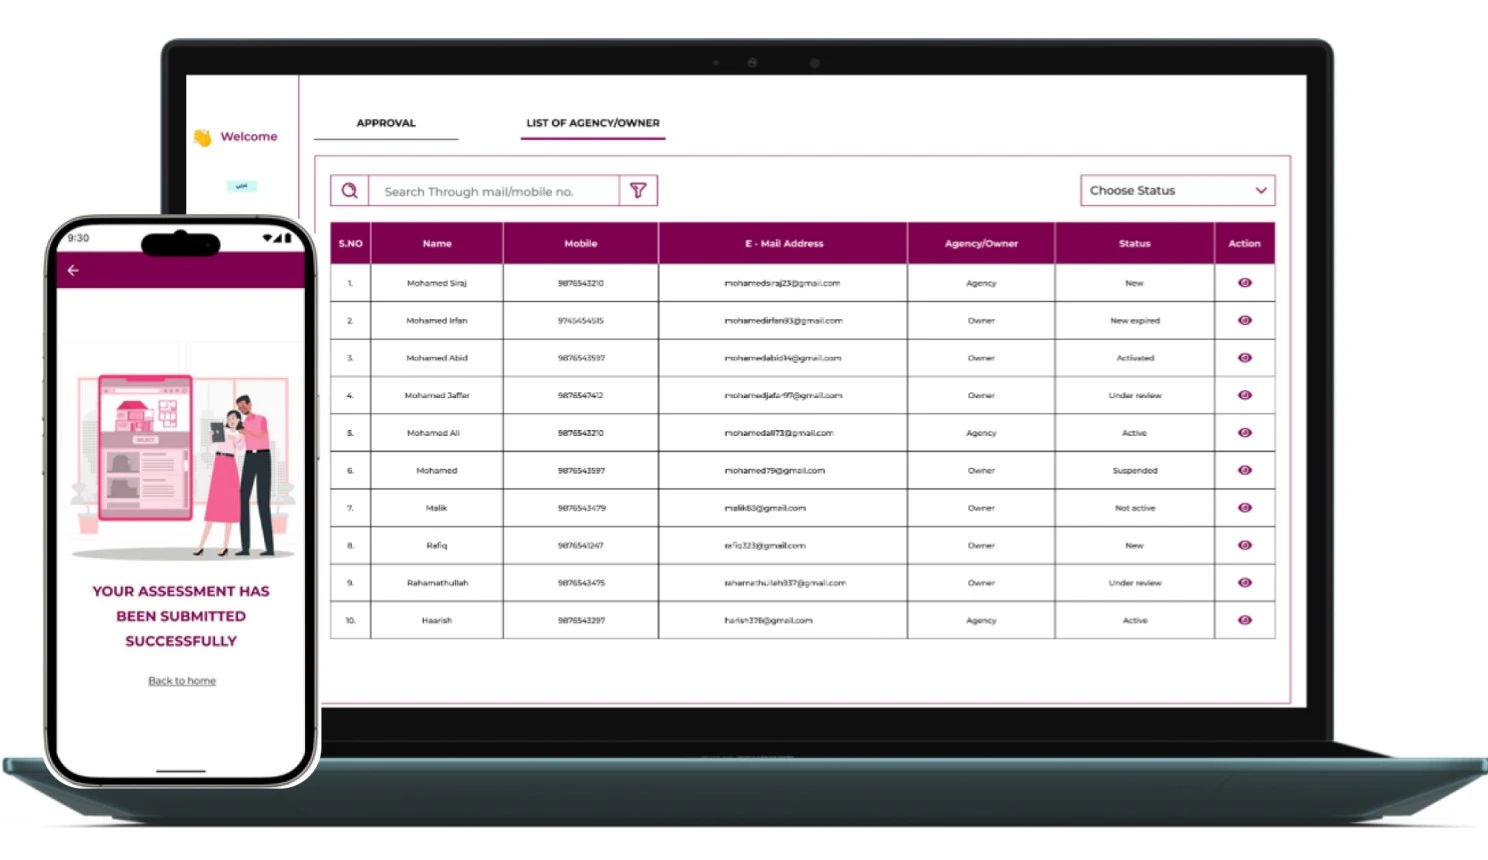 Welcome
عربي
APPROVAL
LIST OF AGENCY/OWNER
Search Through mail/mobile no.
Choose Status
S.NO Name Mobile E - Mail Address Agency/Owner Status Action
1. Mohamed Siraj 9876543210 mohamedsiraj23@gmail.com Agency New
2. Mohamed Irfan 9745454515 mohamedirfan93@gmail.com Owner New expired
3. Mohamed Abid 9876543597 mohamedabid14@gmail.com Owner Activated
4. Mohamed Jaffar 9876547412 mohamedjafar97@gmail.com Owner Under review
5. Mohamed Ali 9876543210 mohamedali73@gmail.com Agency Active
6. Mohamed 9876543597 mohamed79@gmail.com Owner Suspended
7. Malik 9876543479 malik63@gmail.com Owner Not active
8. Rafiq 9876541247 rafiq323@gmail.com Owner New
9. Rahamathullah 9876543475 rahamathullah937@gmail.com Owner Under review
10. Haarish 9876543297 harish376@gmail.com Agency Active
9:30
SELECT
YOUR ASSESSMENT HAS
BEEN SUBMITTED
SUCCESSFULLY
Back to home